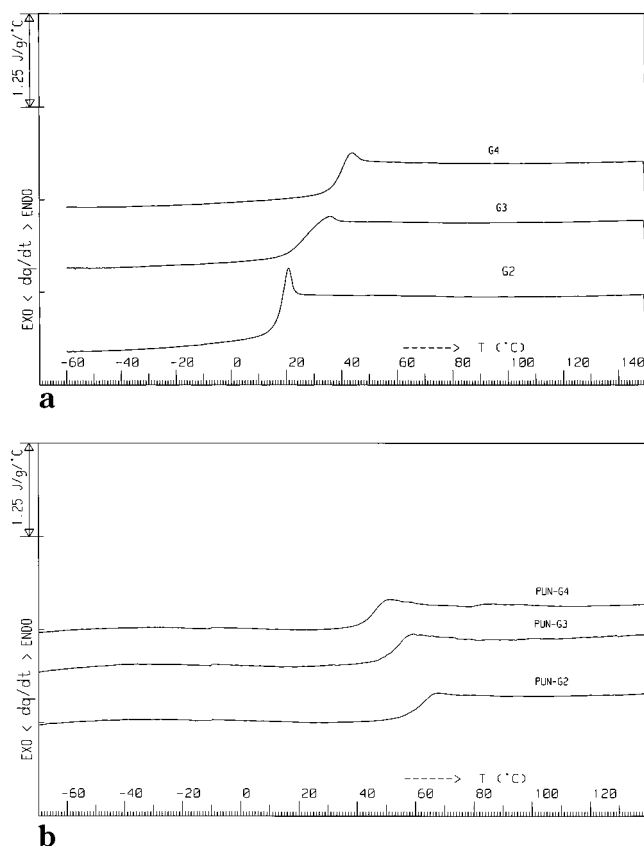 1.25 J/g/°C
EXO < dq/dt > ENDO
G4
G3
G2
----> T (°C)
-60 -40 -20 0 20 40 60 80 100 120 140
a
1.25 J/g/°C
EXO < dq/dt > ENDO
PUN-G4
PUN-G3
PUN-G2
----> T (°C)
-60 -40 -20 0 20 40 60 80 100 120
b